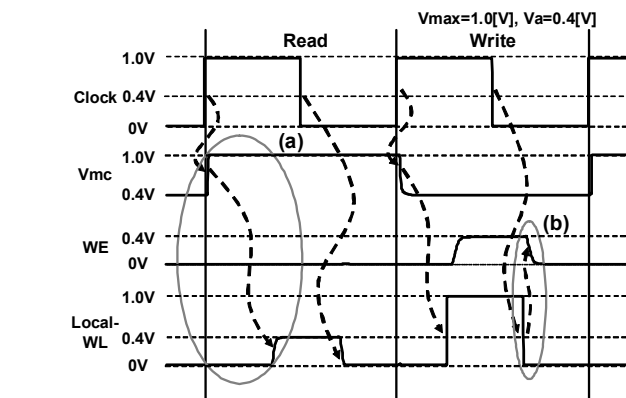 Vmax=1.0[V], Va=0.4[V]
Read Write
1.0V
Clock 0.4V
0V
(a)
1.0V
Vmc
0.4V
(b)
0.4V
WE
0V
1.0V
Local-
WL 0.4V
0V